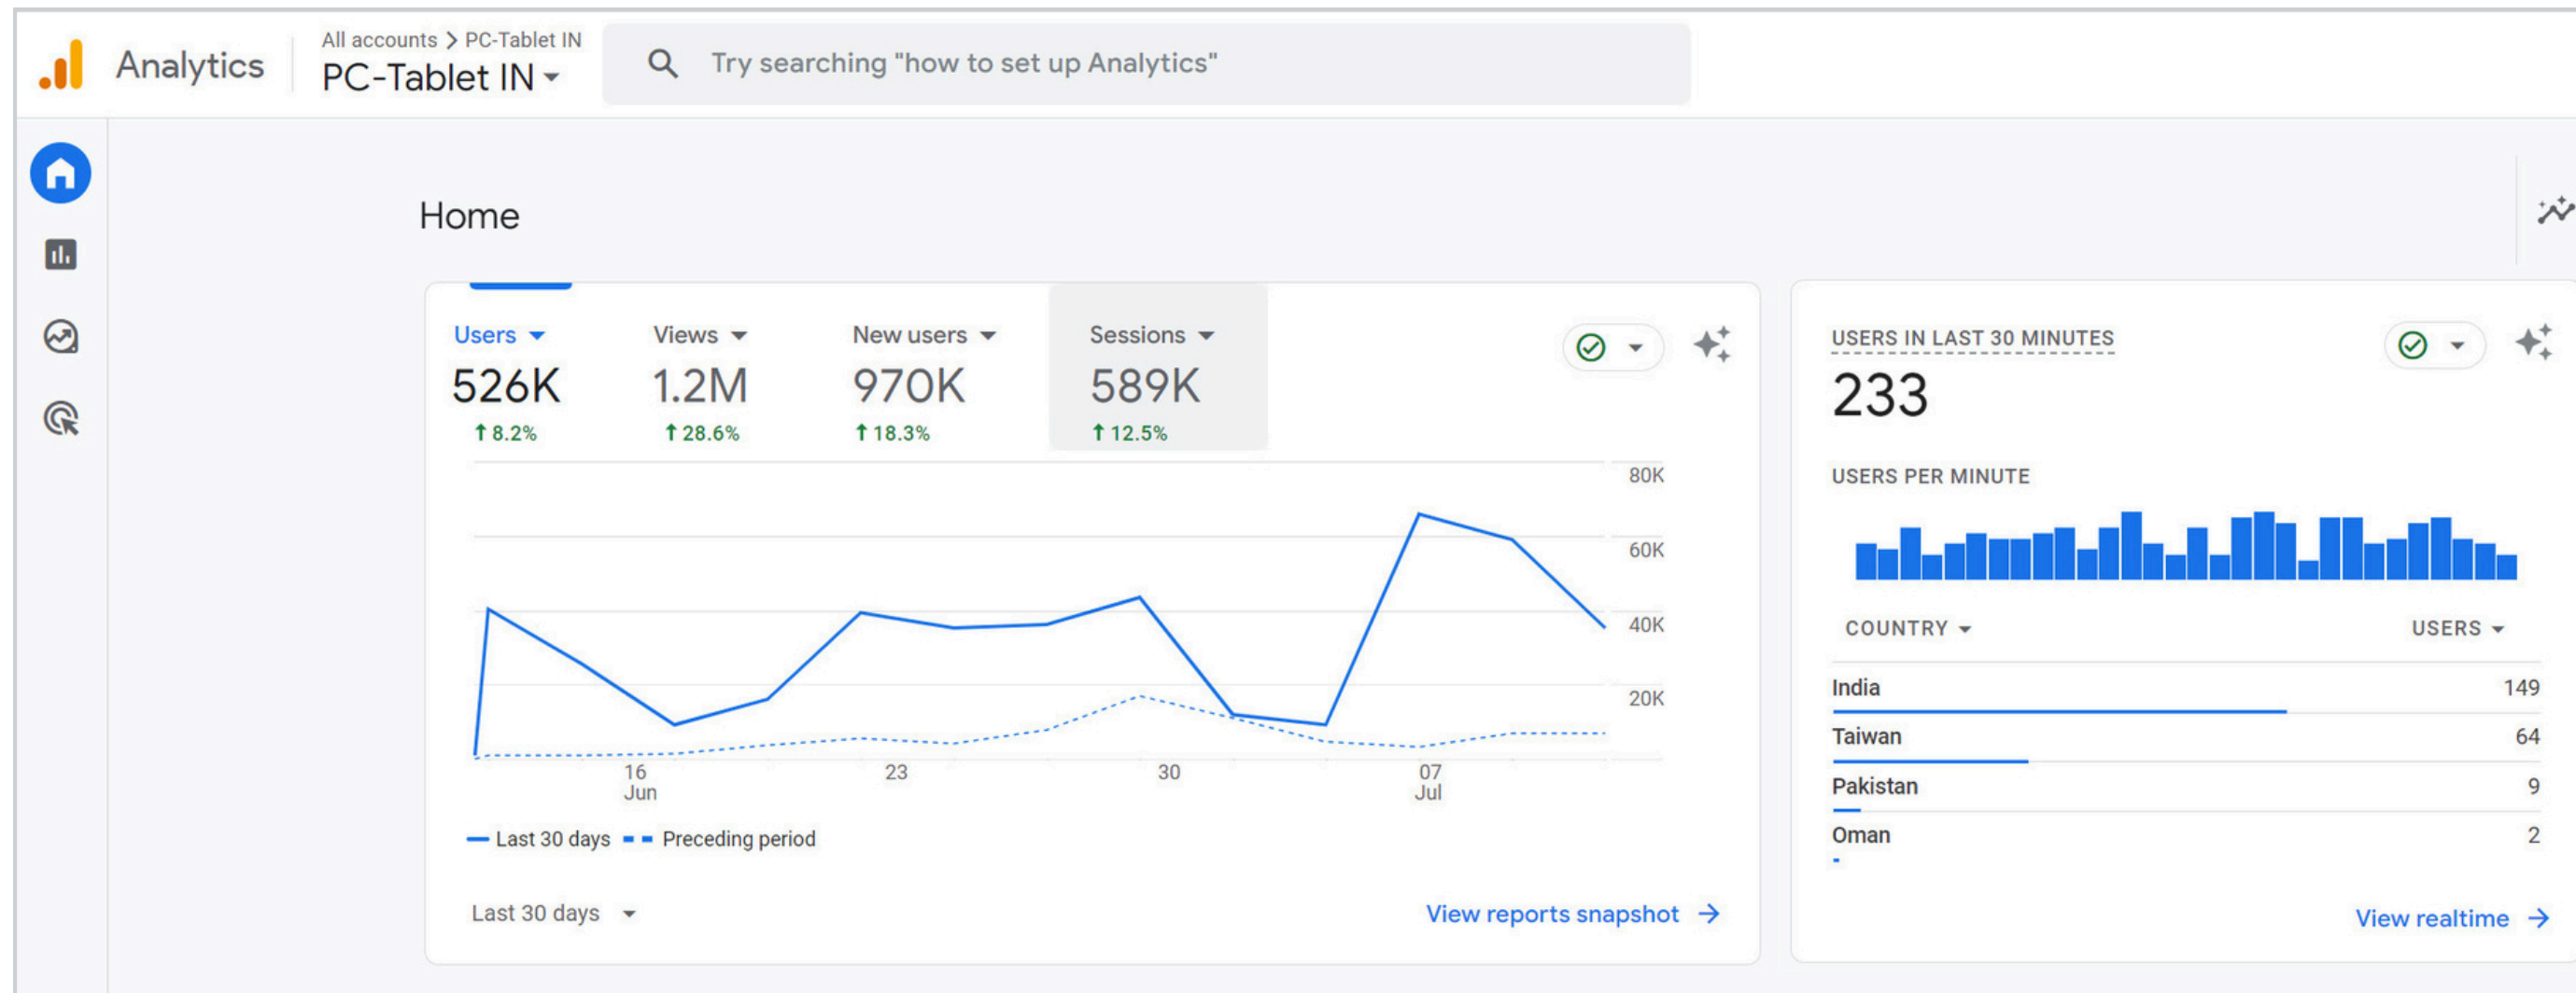 Analytics
All accounts > PC-Tablet IN
PC-Tablet IN
Try searching "how to set up Analytics"
Home
Users
526K
↑ 8.2%
Views
1.2M
↑ 28.6%
New users
970K
↑ 18.3%
Sessions
589K
↑ 12.5%
80K
60K
40K
20K
16
Jun
23
30
07
Jul
Last 30 days
Preceding period
Last 30 days
View reports snapshot →
USERS IN LAST 30 MINUTES
233
USERS PER MINUTE
COUNTRY USERS
India 149
Taiwan 64
Pakistan 9
Oman 2
View realtime →